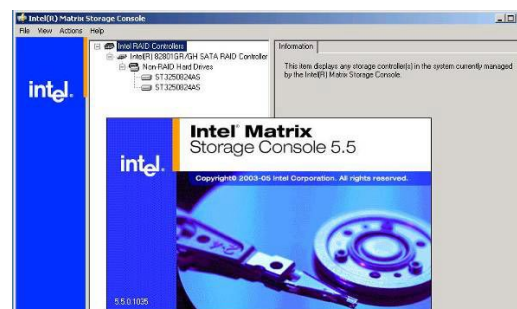 Intel(R) Matrix Storage Console
File View Actions Help
Intel RAID Controllers
Intel(R) 82801GR/GH SATA RAID Controller
Non-RAID Hard Drives
ST3250824AS
ST3250824AS
Information
This item displays any storage controller(s) in the system currently managed
by the Intel(R) Matrix Storage Console.
intel.
Intel® Matrix
Storage Console 5.5
intel.
Copyright© 2003-05 Intel Corporation. All rights reserved.
5.5.0.1035